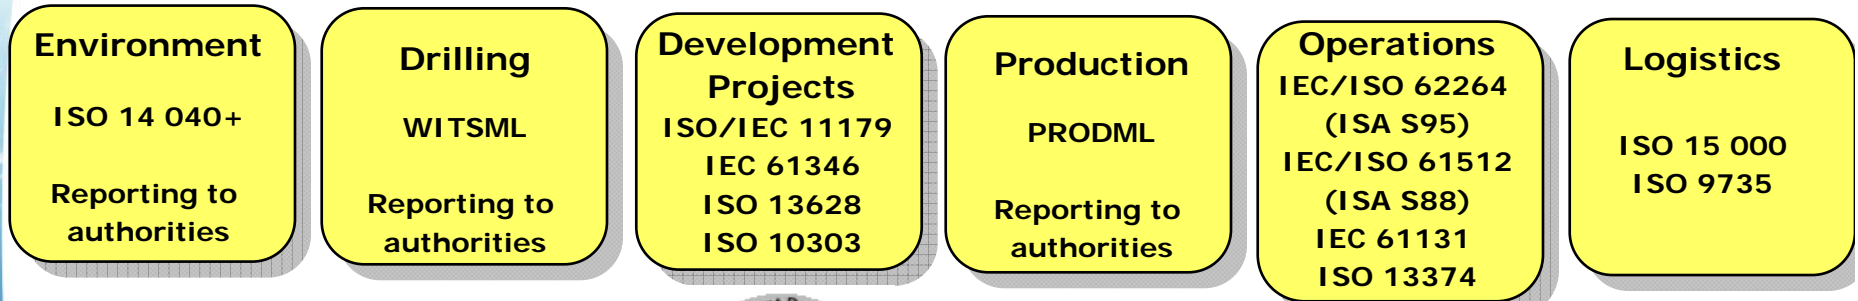 Environment
ISO 14 040+
Reporting to
authorities
Drilling
WITSML
Reporting to
authorities
Development
Projects
ISO/IEC 11179
IEC 61346
ISO 13628
ISO 10303
Production
PRODML
Reporting to
authorities
Operations
IEC/ISO 62264
(ISA S95)
IEC/ISO 61512
(ISA S88)
IEC 61131
ISO 13374
Logistics
ISO 15 000
ISO 9735